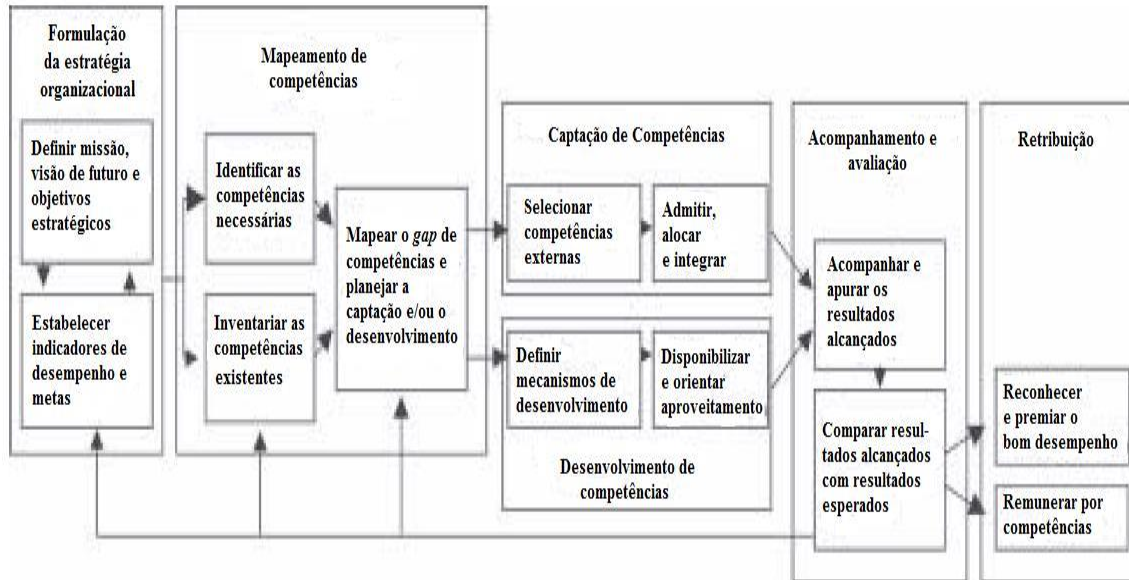 Formulação
da estratégia
organizacional
Definir missão,
visão de futuro e
objetivos
estratégicos
Estabelecer
indicadores de
desempenho e
metas
Mapeamento de
competências
Identificar as
competências
necessárias
Inventariar as
competências
existentes
Mapear o gap de
competências e
planejar a
captação e/ou o
desenvolvimento
Captação de Competências
Selecionar
competências
externas
Admitir,
alocar
e integrar
Definir
mecanismos de
desenvolvimento
Disponibilizar
e orientar
aproveitamento
Desenvolvimento de
competências
Acompanhamento e
avaliação
Acompanhar e
apurar os
resultados
alcançados
Comparar resul-
tados alcançados
com resultados
esperados
Retribuição
Reconhecer
e premiar o
bom desempenho
Remunerar por
competências